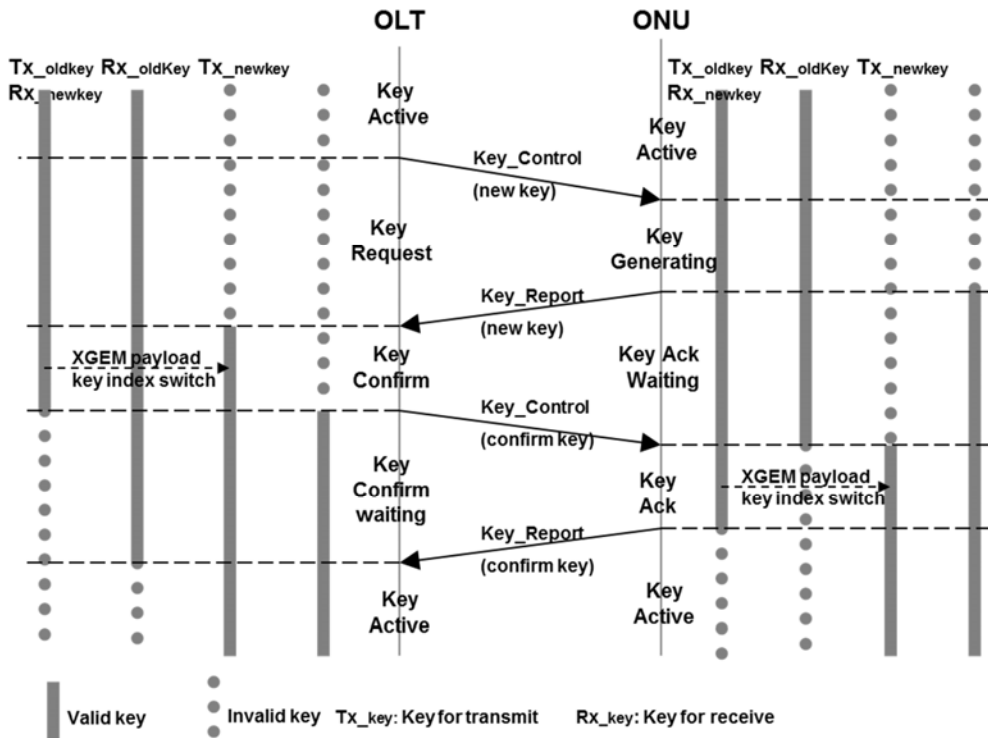 OLT ONU
Tx_oldkey Rx_oldKey Tx_newkey
Rx_newkey
Tx_oldkey Rx_oldKey Tx_newkey
Rx_newkey
Key
Active
Key
Active
Key_Control
(new key)
Key
Request
Key
Generating
Key_Report
(new key)
XGEM payload
key index switch
Key
Confirm
Key Ack
Waiting
Key_Control
(confirm key)
Key
Confirm
waiting
Key
Ack
XGEM payload
key index switch
Key_Report
(confirm key)
Key
Active
Key
Active
Valid key
Invalid key
Tx_key: Key for transmit
Rx_key: Key for receive